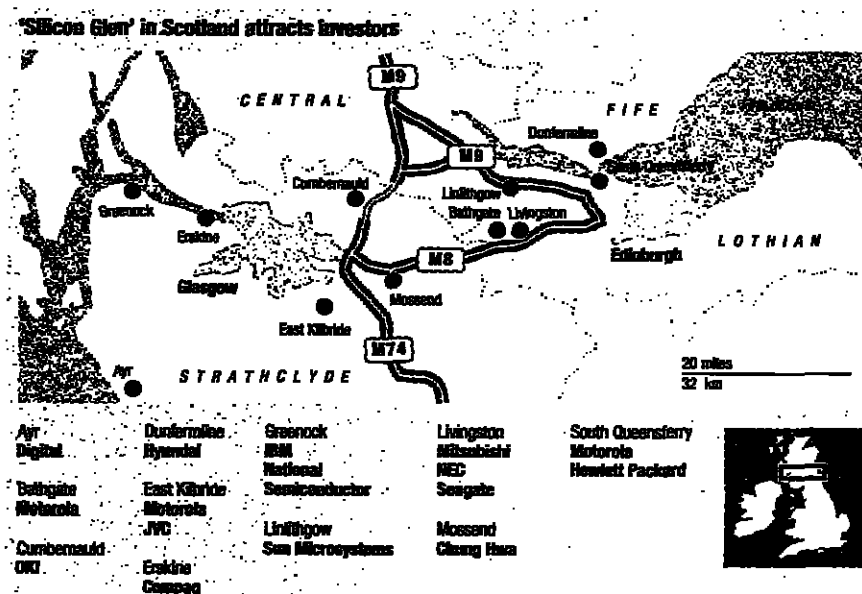 'Silicon Glen' in Scotland attracts investors
M9
CENTRAL
FIFE
Dunfermline
M9
South Queensferry
Cumbernauld
Linlithgow
Greenock
Bathgate
Livingston
Erskine
LOTHIAN
Edinburgh
M8
Glasgow
Mossend
East Kilbride
M74
20 miles
32 km
Ayr
STRATHCLYDE
Ayr
Digital
Bathgate
Motorola
Cumbernauld
OKI
Dunfermline
Hyundai
East Kilbride
Motorola
JVC
Erskine
Compaq
Greenock
IBM
National
Semiconductor
Linlithgow
Sun Microsystems
Livingston
Mitsubishi
NEC
Seagate
Mossend
Chung Hwa
South Queensferry
Motorola
Hewlett Packard